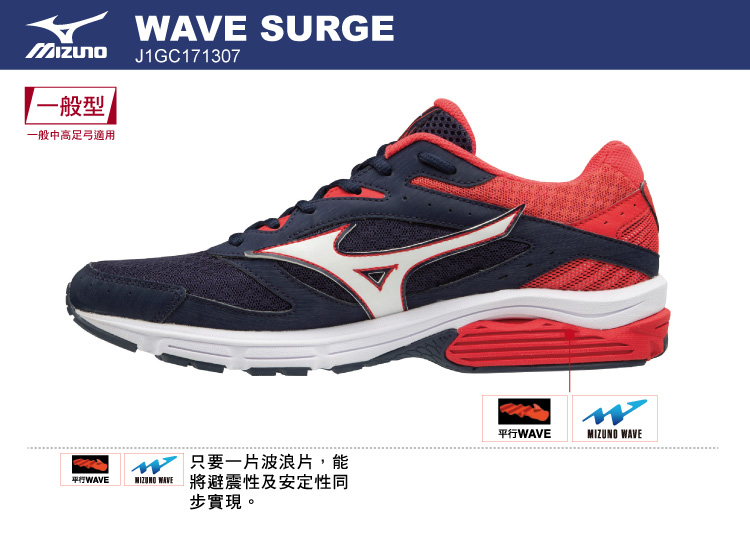 MIZUNO
WAVE SURGE
J1GC171307
一般型
一般中高足弓適用
平行WAVE
MIZUNO WAVE
平行WAVE
MIZUNO WAVE
只要一片波浪片，能
將避震性及安定性同
步實現。